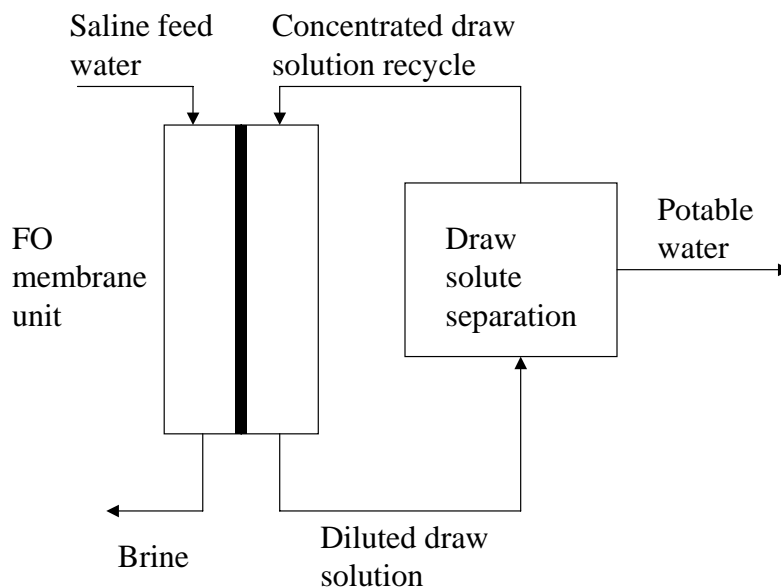 Saline feed
water
Concentrated draw
solution recycle
FO
membrane
unit
Draw
solute
separation
Potable
water
Brine
Diluted draw
solution